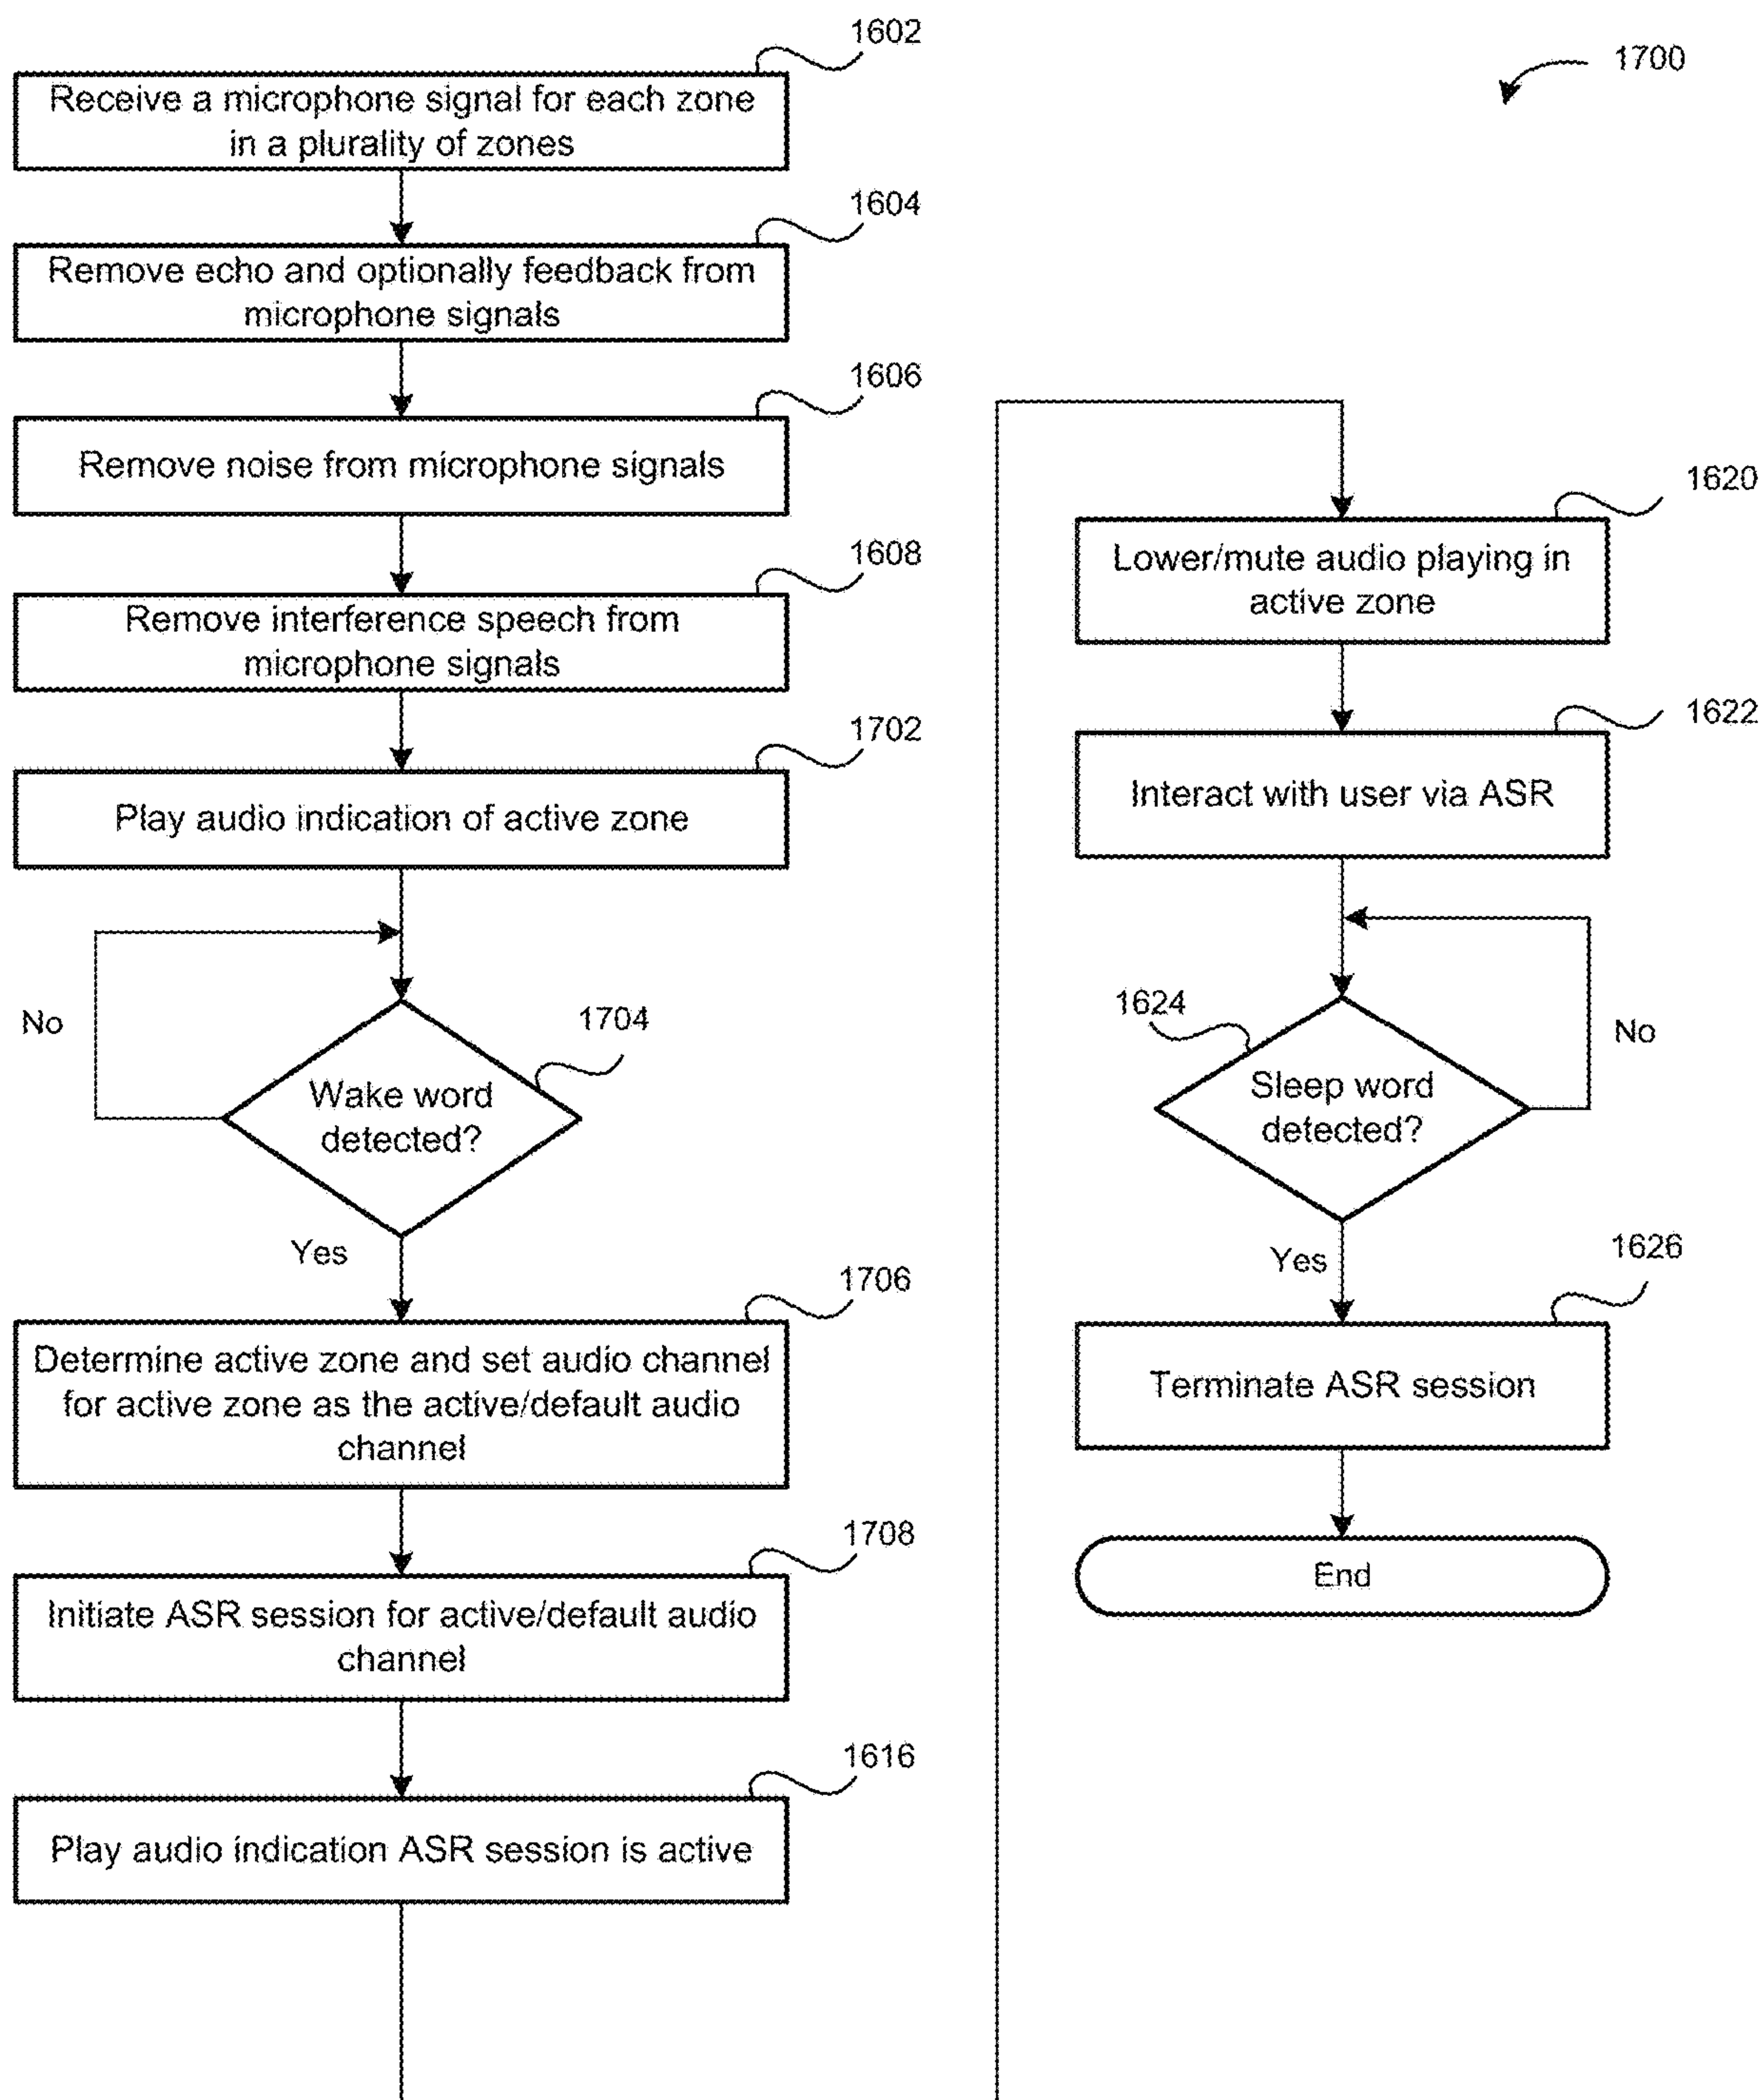 1602
Receive a microphone signal for each zone
in a plurality of zones
1604
Remove echo and optionally feedback from
microphone signals
1606
Remove noise from microphone signals
1608
Remove interference speech from
microphone signals
1702
Play audio indication of active zone
No
1704
Wake word
detected?
Yes
1706
Determine active zone and set audio channel
for active zone as the active/default audio
channel
1708
Initiate ASR session for active/default audio
channel
1616
Play audio indication ASR session is active
1700
1620
Lower/mute audio playing in
active zone
1622
Interact with user via ASR
1624
No
Sleep word
detected?
Yes
1626
Terminate ASR session
End